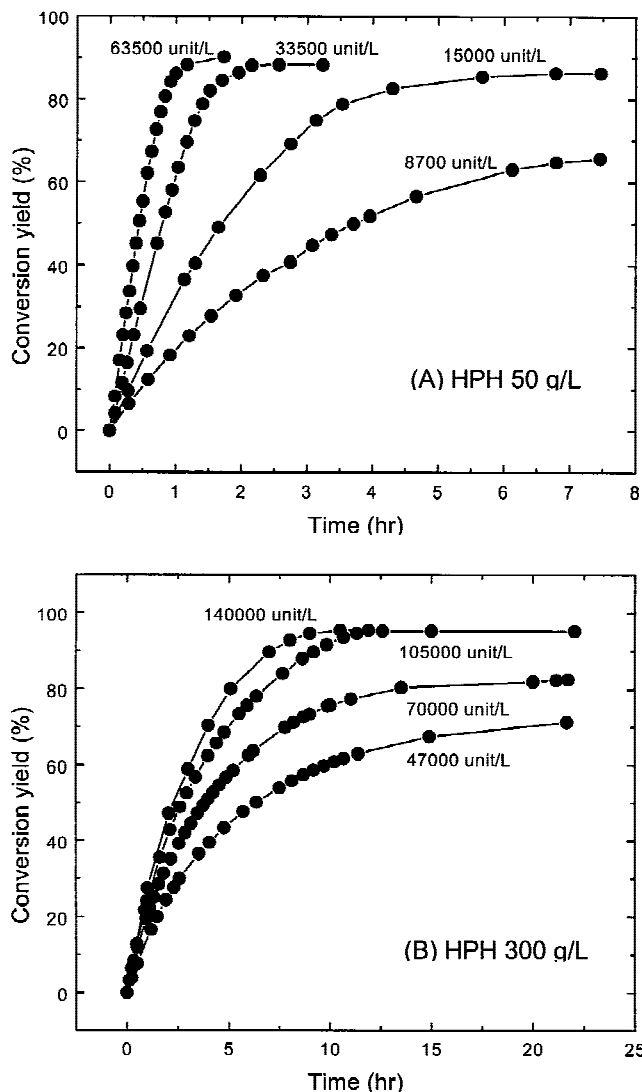 100
80
60
40
20
0
Conversion yield (%)
63500 unit/L
33500 unit/L
15000 unit/L
8700 unit/L
(A) HPH 50 g/L
0 1 2 3 4 5 6 7 8
Time (hr)
100
80
60
40
20
0
Conversion yield (%)
140000 unit/L
105000 unit/L
70000 unit/L
47000 unit/L
(B) HPH 300 g/L
0 5 10 15 20 25
Time (hr)